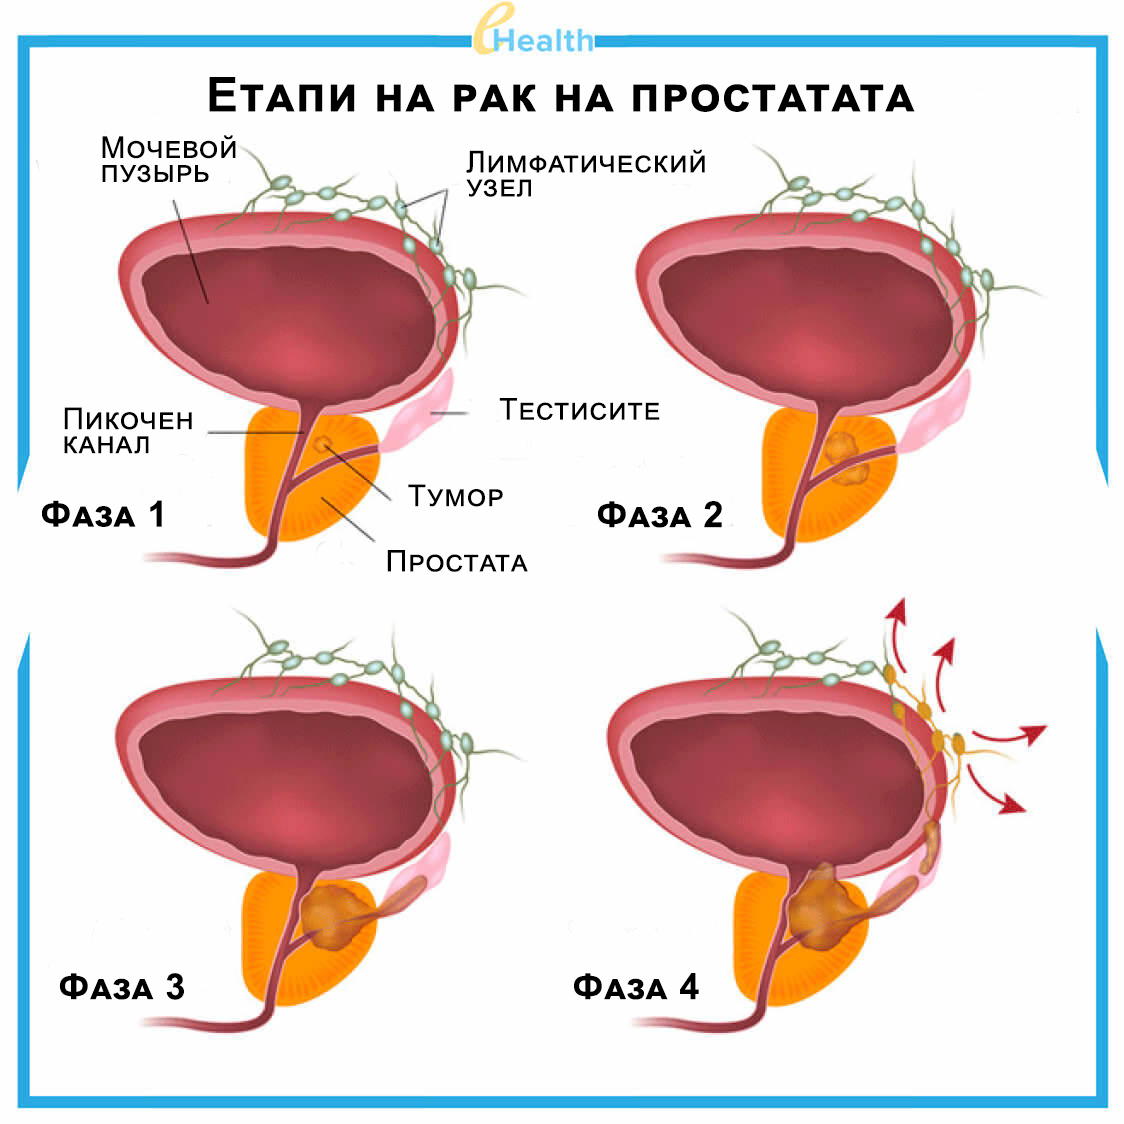 eHealth
ЕТАПИ НА РАК НА ПРОСТАТАТА
МОЧЕВОЙ
ПУЗЫРЬ
ЛИМФАТИЧЕСКИЙ
УЗЕЛ
ПИКОЧЕН
КАНАЛ
ТЕСТИСИТЕ
ТУМОР
ПРОСТАТА
ФАЗА 1
ФАЗА 2
ФАЗА 3
ФАЗА 4